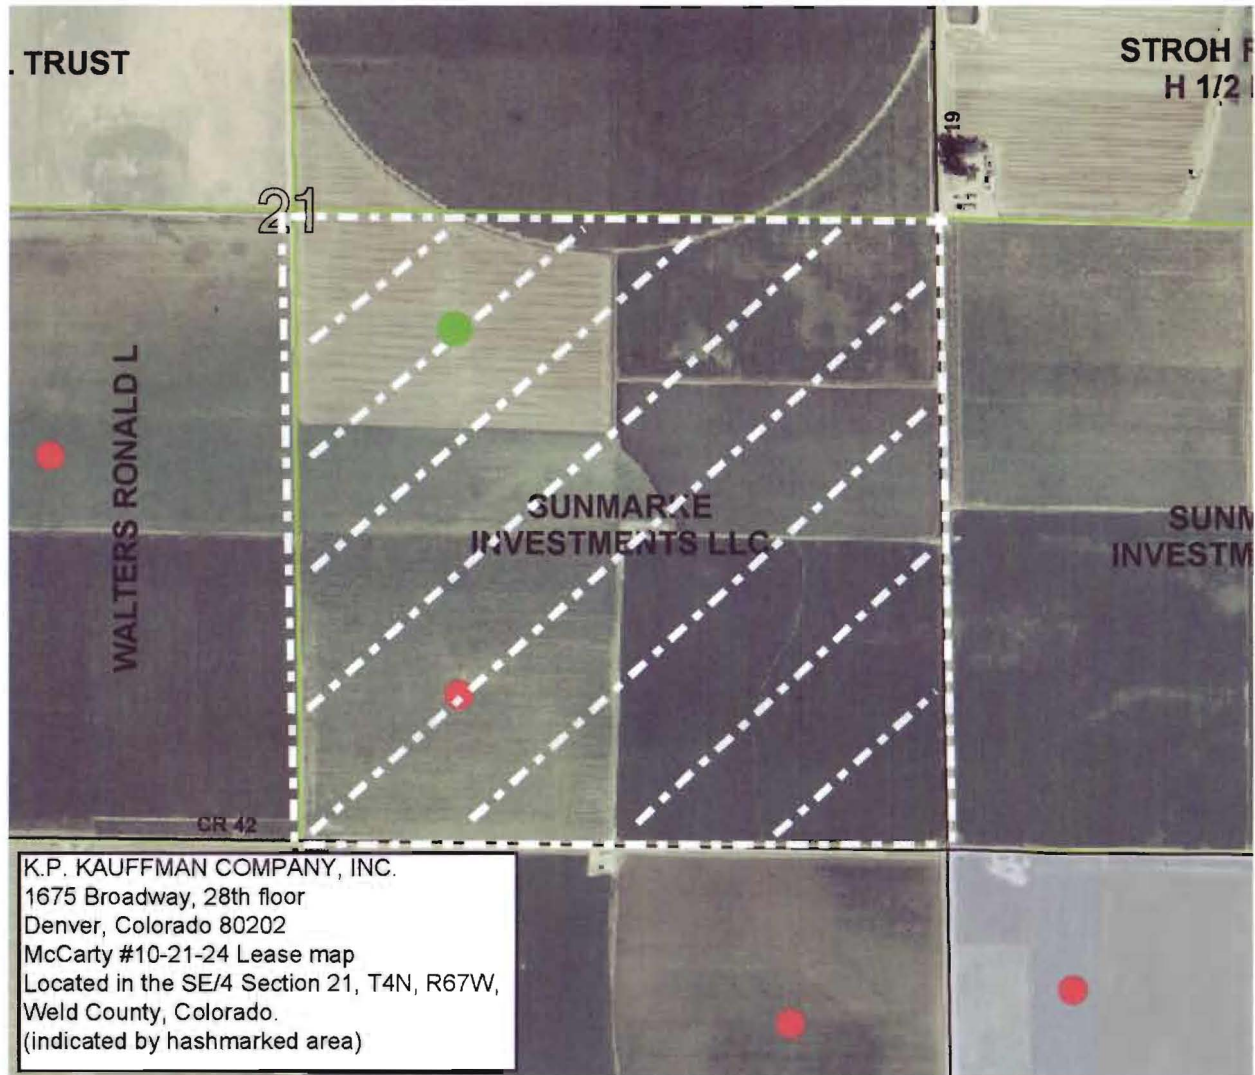 . TRUST
STROH
H 1/2
19
21
WALTERS RONALD L
SUNMARKE
INVESTMENTS LLC
SUNM
INVESTM
CR 42
K.P. KAUFFMAN COMPANY, INC.
1675 Broadway, 28th floor
Denver, Colorado 80202
McCarty #10-21-24 Lease map
Located in the SE/4 Section 21, T4N, R67W,
Weld County, Colorado.
(indicated by hashmarked area)